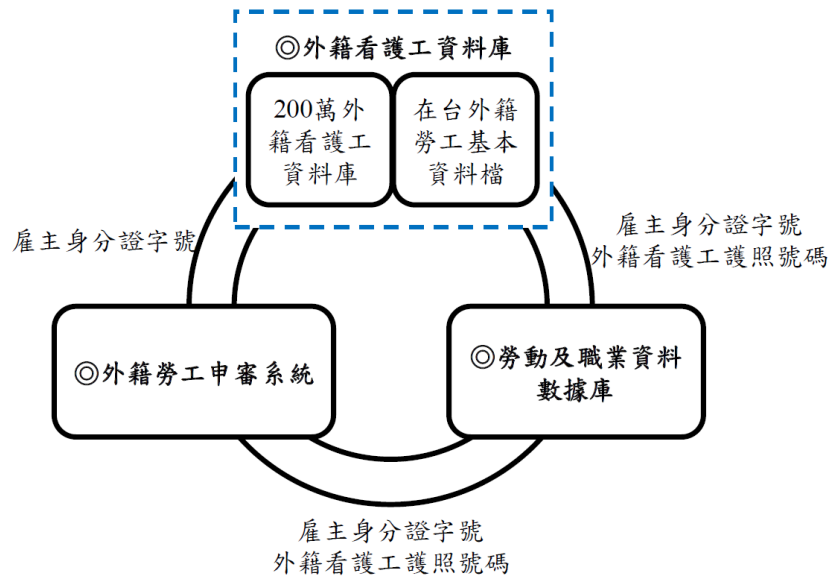 ◎外籍看護工資料庫
200萬外
籍看護工
資料庫
在台外籍
勞工基本
資料檔
雇主身分證字號
雇主身分證字號
外籍看護工護照號碼
◎外籍勞工申審系統
◎勞動及職業資料
數據庫
雇主身分證字號
外籍看護工護照號碼